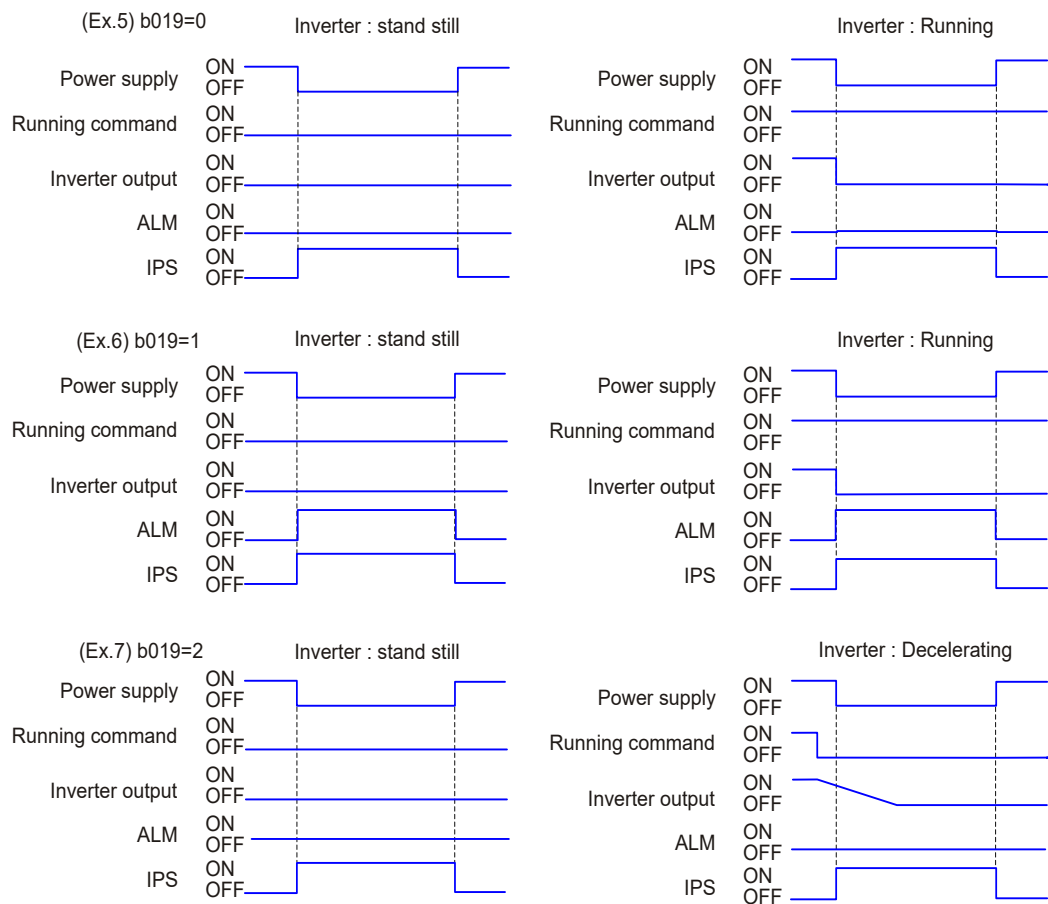 (Ex.5) b019=0
Inverter : stand still
Power supply ON OFF
Running command ON OFF
Inverter output ON OFF
ALM ON OFF
IPS ON OFF
Inverter : Running
Power supply ON OFF
Running command ON OFF
Inverter output ON OFF
ALM ON OFF
IPS ON OFF
(Ex.6) b019=1
Inverter : stand still
Power supply ON OFF
Running command ON OFF
Inverter output ON OFF
ALM ON OFF
IPS ON OFF
Inverter : Running
Power supply ON OFF
Running command ON OFF
Inverter output ON OFF
ALM ON OFF
IPS ON OFF
(Ex.7) b019=2
Inverter : stand still
Power supply ON OFF
Running command ON OFF
Inverter output ON OFF
ALM ON OFF
IPS ON OFF
Inverter : Decelerating
Power supply ON OFF
Running command ON OFF
Inverter output ON OFF
ALM ON OFF
IPS ON OFF